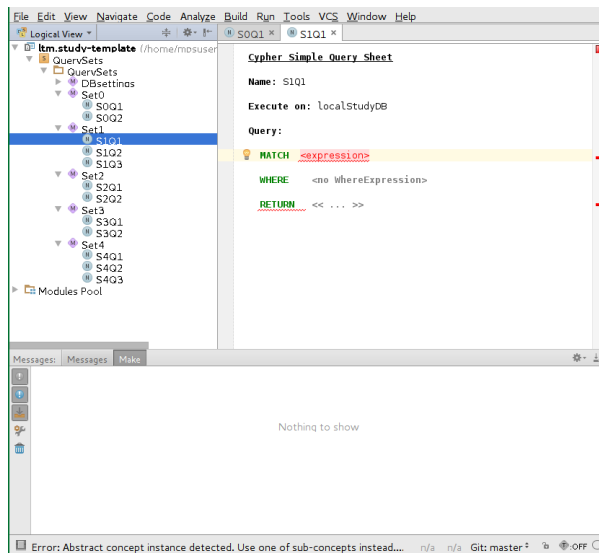 File Edit View Navigate Code Analyze Build Run Tools VCS Window Help
Logical View S0Q1 × S1Q1 ×
ltm.study-template (/home/mpsuser
QuerySets
QuerySets
DBsettings
Set0
S0Q1
S0Q2
Set1
S1Q1
S1Q2
S1Q3
Set2
S2Q1
S2Q2
Set3
S3Q1
S3Q2
Set4
S4Q1
S4Q2
S4Q3
Modules Pool
Cypher Simple Query Sheet
Name: S1Q1
Execute on: localStudyDB
Query:
MATCH <expression>
WHERE <no WhereExpression>
RETURN << ... >>
Messages: Messages Make
Nothing to show
Error: Abstract concept instance detected. Use one of sub-concepts instead.... n/a n/a Git: master T:OFF